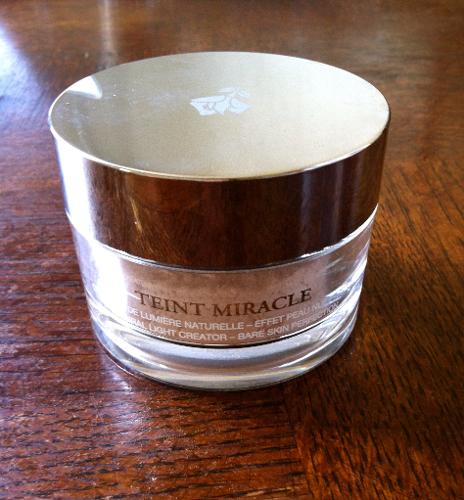 TEINT MIRACLE
DE LUMIÈRE NATURELLE – EFFET PEAU
LIGHT CREATOR – BARE SKIN PERFECTION